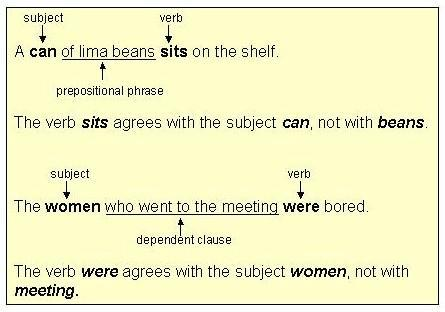 subject verb
A can of lima beans sits on the shelf.
prepositional phrase
The verb sits agrees with the subject can, not with beans.
subject verb
The women who went to the meeting were bored.
dependent clause
The verb were agrees with the subject women, not with
meeting.